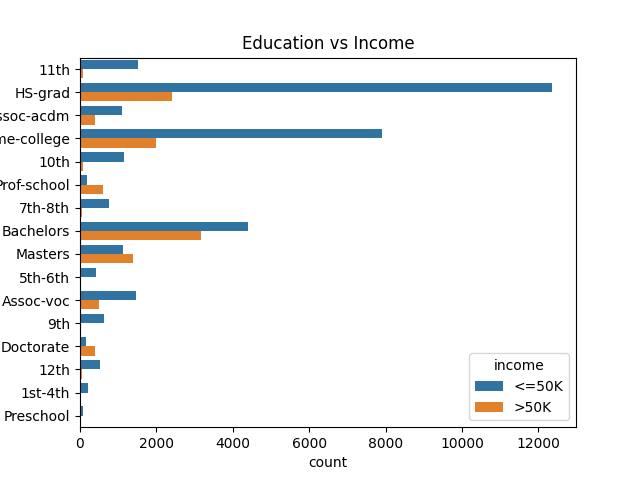 Education vs Income
11th
HS-grad
ssoc-acdm
me-college
10th
Prof-school
7th-8th
Bachelors
Masters
5th-6th
Assoc-voc
9th
Doctorate
12th
1st-4th
Preschool
income
<=50K
>50K
0 2000 4000 6000 8000 10000 12000
count